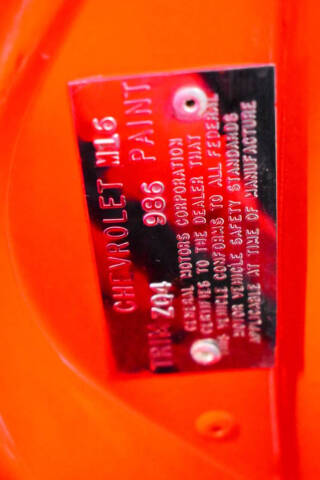 CHEVROLET M16
TRIM Z04 986 PAINT
GENERAL MOTORS CORPORATION
CERTIFIES TO THE DEALER THAT
THE VEHICLE CONFORMS TO ALL FEDERAL
MOTOR VEHICLE SAFETY STANDARDS
APPLICABLE AT TIME OF MANUFACTURE